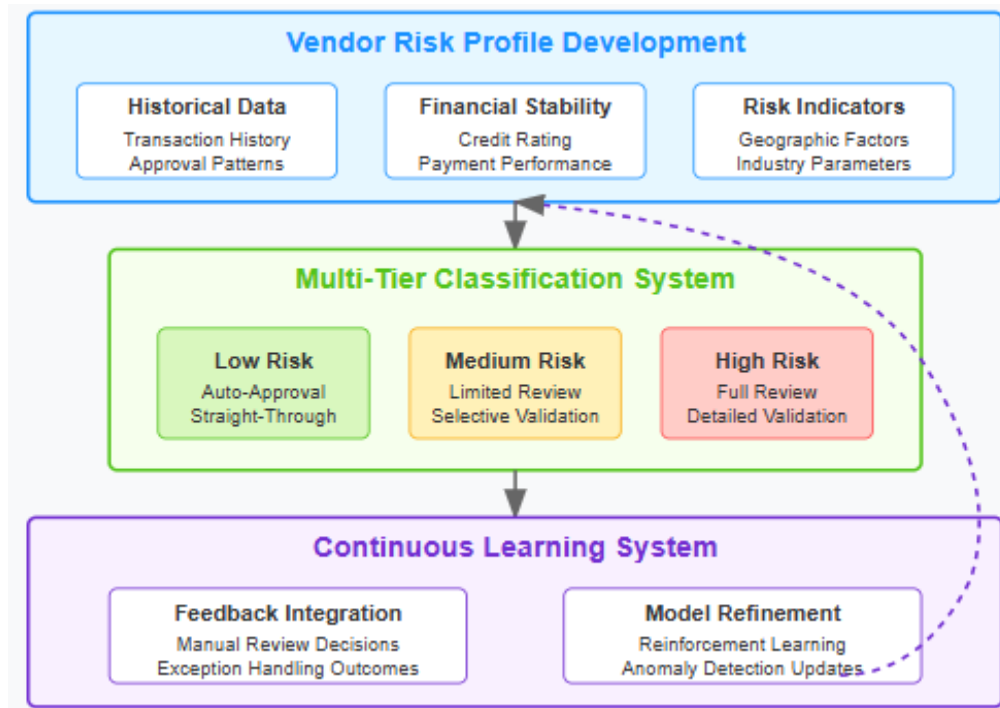 Vendor Risk Profile Development
Historical Data
Transaction History
Approval Patterns
Financial Stability
Credit Rating
Payment Performance
Risk Indicators
Geographic Factors
Industry Parameters
Multi-Tier Classification System
Low Risk
Auto-Approval
Straight-Through
Medium Risk
Limited Review
Selective Validation
High Risk
Full Review
Detailed Validation
Continuous Learning System
Feedback Integration
Manual Review Decisions
Exception Handling Outcomes
Model Refinement
Reinforcement Learning
Anomaly Detection Updates